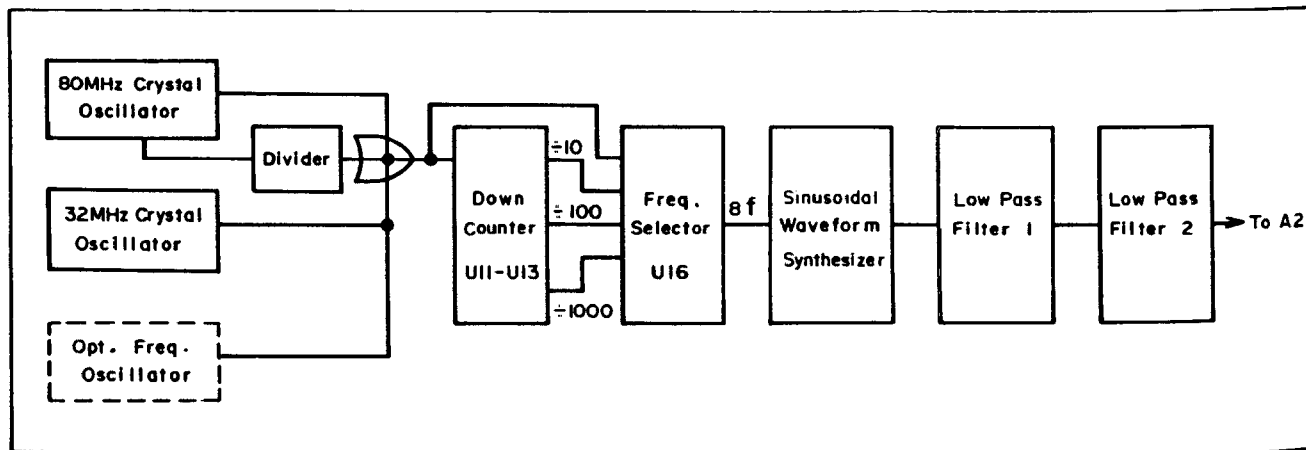 80MHz Crystal
Oscillator
Divider
32MHz Crystal
Oscillator
Opt. Freq.
Oscillator
Down
Counter
U11-U13
÷10
÷100
÷1000
Freq.
Selector
U16
8f
Sinusoidal
Waveform
Synthesizer
Low Pass
Filter 1
Low Pass
Filter 2
To A2